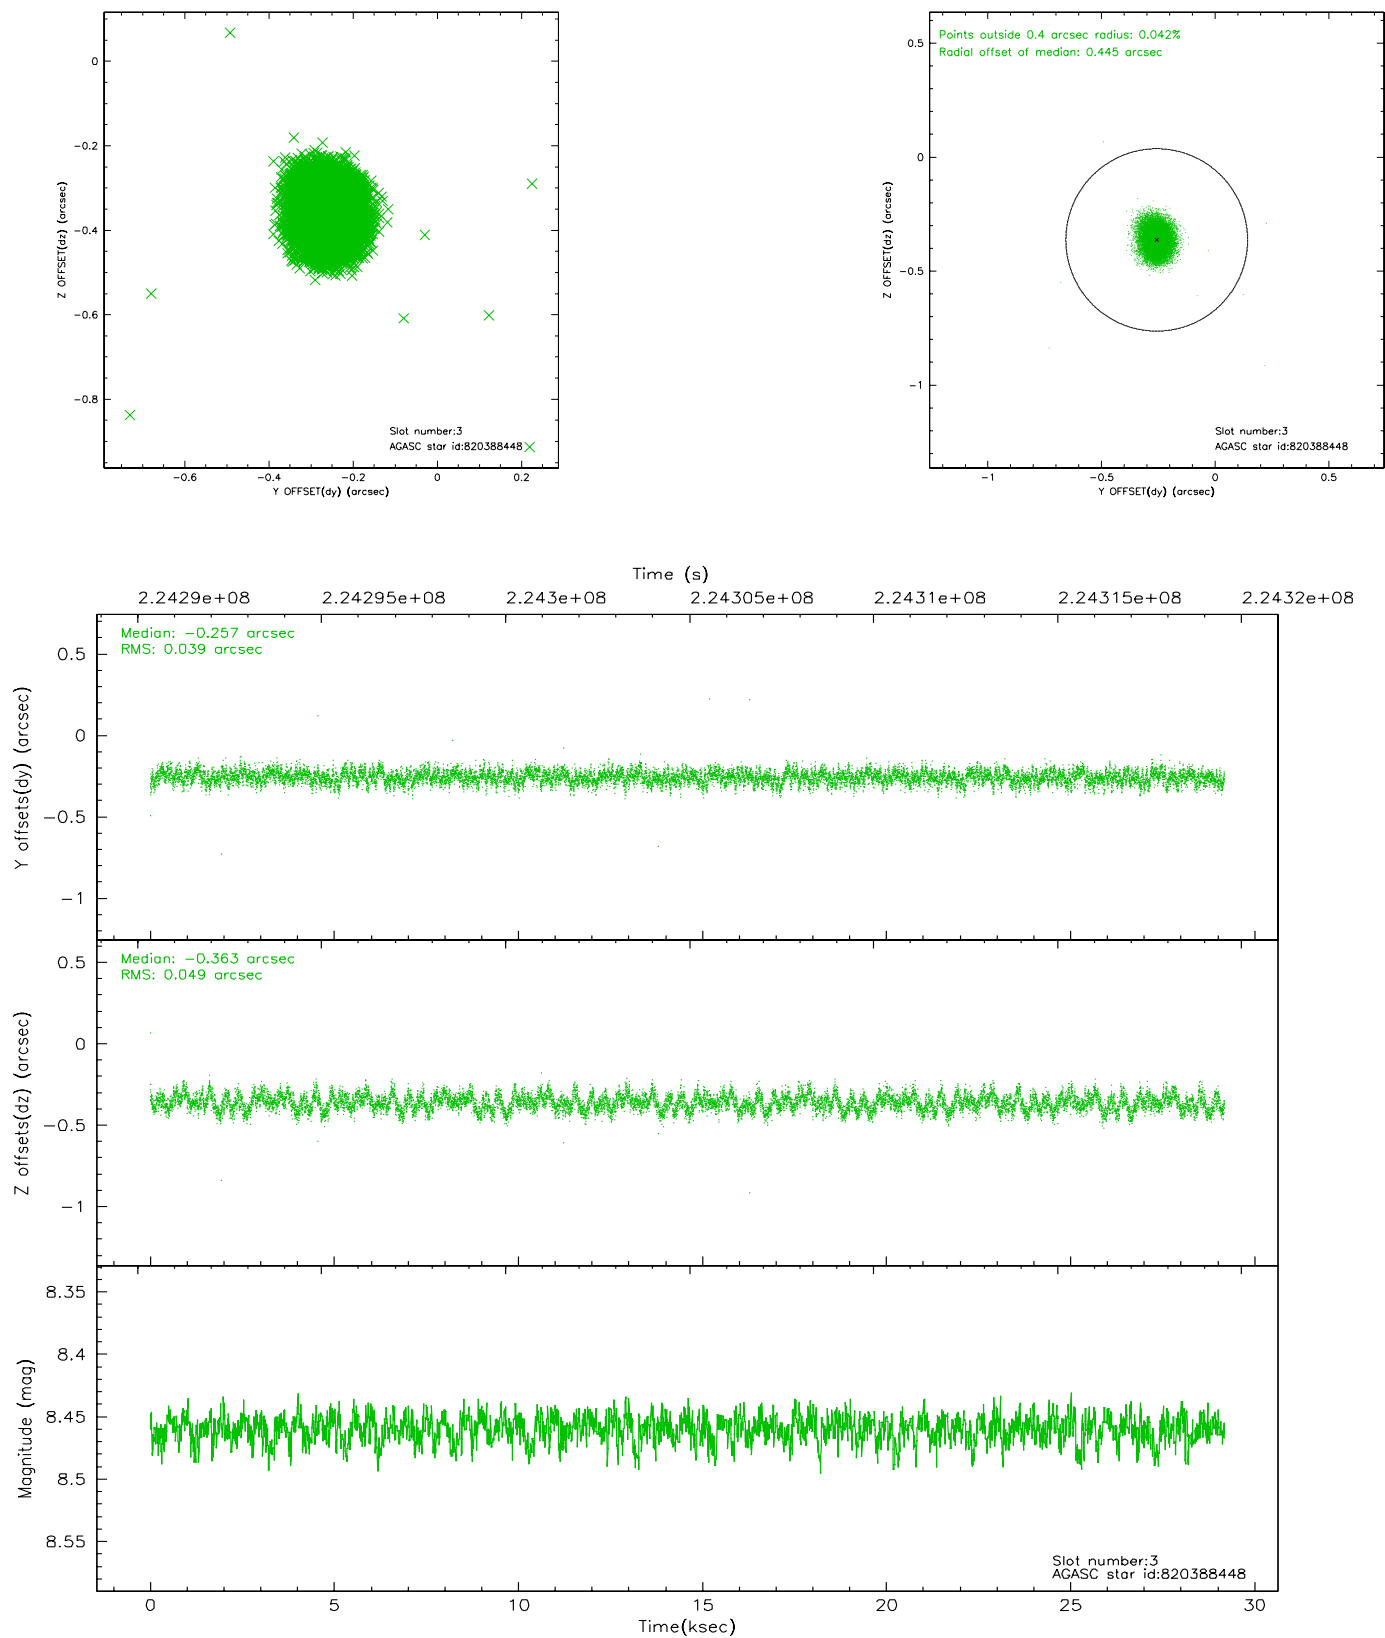 0
-0.2
-0.4
-0.6
-0.8
Z OFFSET(dz) (arcsec)
Slot number:3
AGASC star id:820388448
-0.6 -0.4 -0.2 0 0.2
Y OFFSET(dy) (arcsec)
Points outside 0.4 arcsec radius: 0.042%
Radial offset of median: 0.445 arcsec
0.5
0
-0.5
-1
Z OFFSET(dz) (arcsec)
Slot number:3
AGASC star id:820388448
-1 -0.5 0 0.5
Y OFFSET(dy) (arcsec)
Time (s)
2.2429e+08 2.24295e+08 2.243e+08 2.24305e+08 2.2431e+08 2.24315e+08 2.2432e+08
Median: -0.257 arcsec
RMS: 0.039 arcsec
0.5
0
-0.5
-1
Y offsets(dy) (arcsec)
Median: -0.363 arcsec
RMS: 0.049 arcsec
0.5
0
-0.5
-1
Z offsets(dz) (arcsec)
8.35
8.4
8.45
8.5
8.55
Magnitude (mag)
Slot number:3
AGASC star id:820388448
0 5 10 15 20 25 30
Time(ksec)